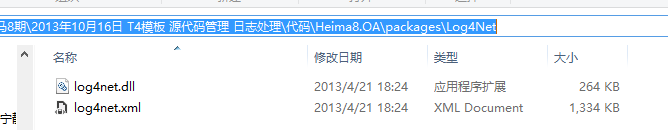 马8期\2013年10月16日 T4模板 源代码管理 日志处理\代码\Heima8.OA\packages\Log4Net
名称 修改日期 类型 大小
log4net.dll 2013/4/21 18:24 应用程序扩展 264 KB
log4net.xml 2013/4/21 18:24 XML Document 1,334 KB